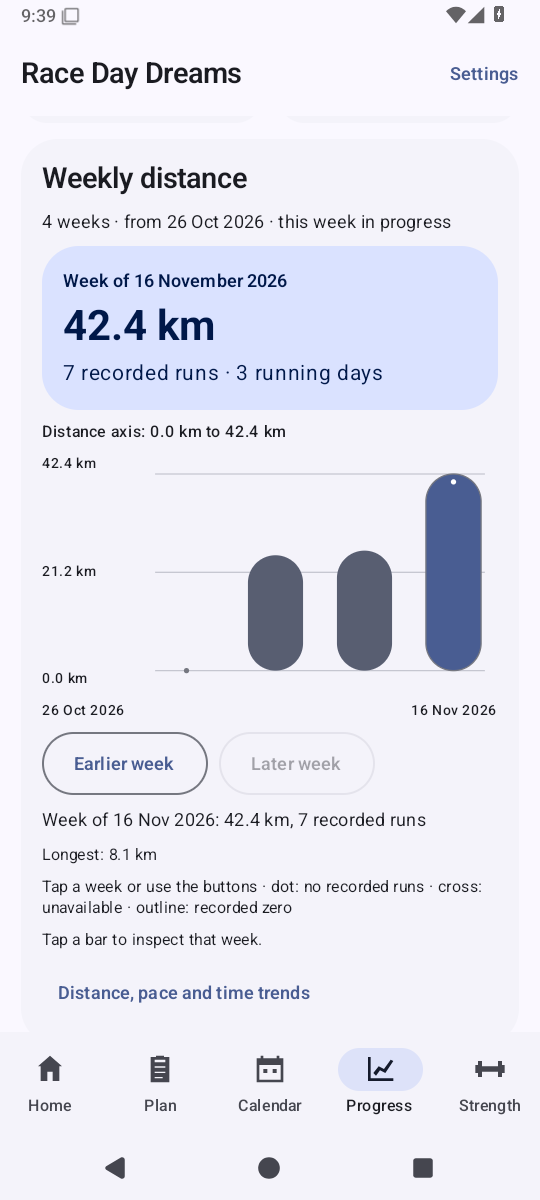 9:39
Race Day Dreams
Settings
Weekly distance
4 weeks · from 26 Oct 2026 · this week in progress
Week of 16 November 2026
42.4 km
7 recorded runs · 3 running days
Distance axis: 0.0 km to 42.4 km
42.4 km
21.2 km
0.0 km
26 Oct 2026
16 Nov 2026
Earlier week
Later week
Week of 16 Nov 2026: 42.4 km, 7 recorded runs
Longest: 8.1 km
Tap a week or use the buttons · dot: no recorded runs · cross:
unavailable · outline: recorded zero
Tap a bar to inspect that week.
Distance, pace and time trends
Home
Plan
Calendar
Progress
Strength